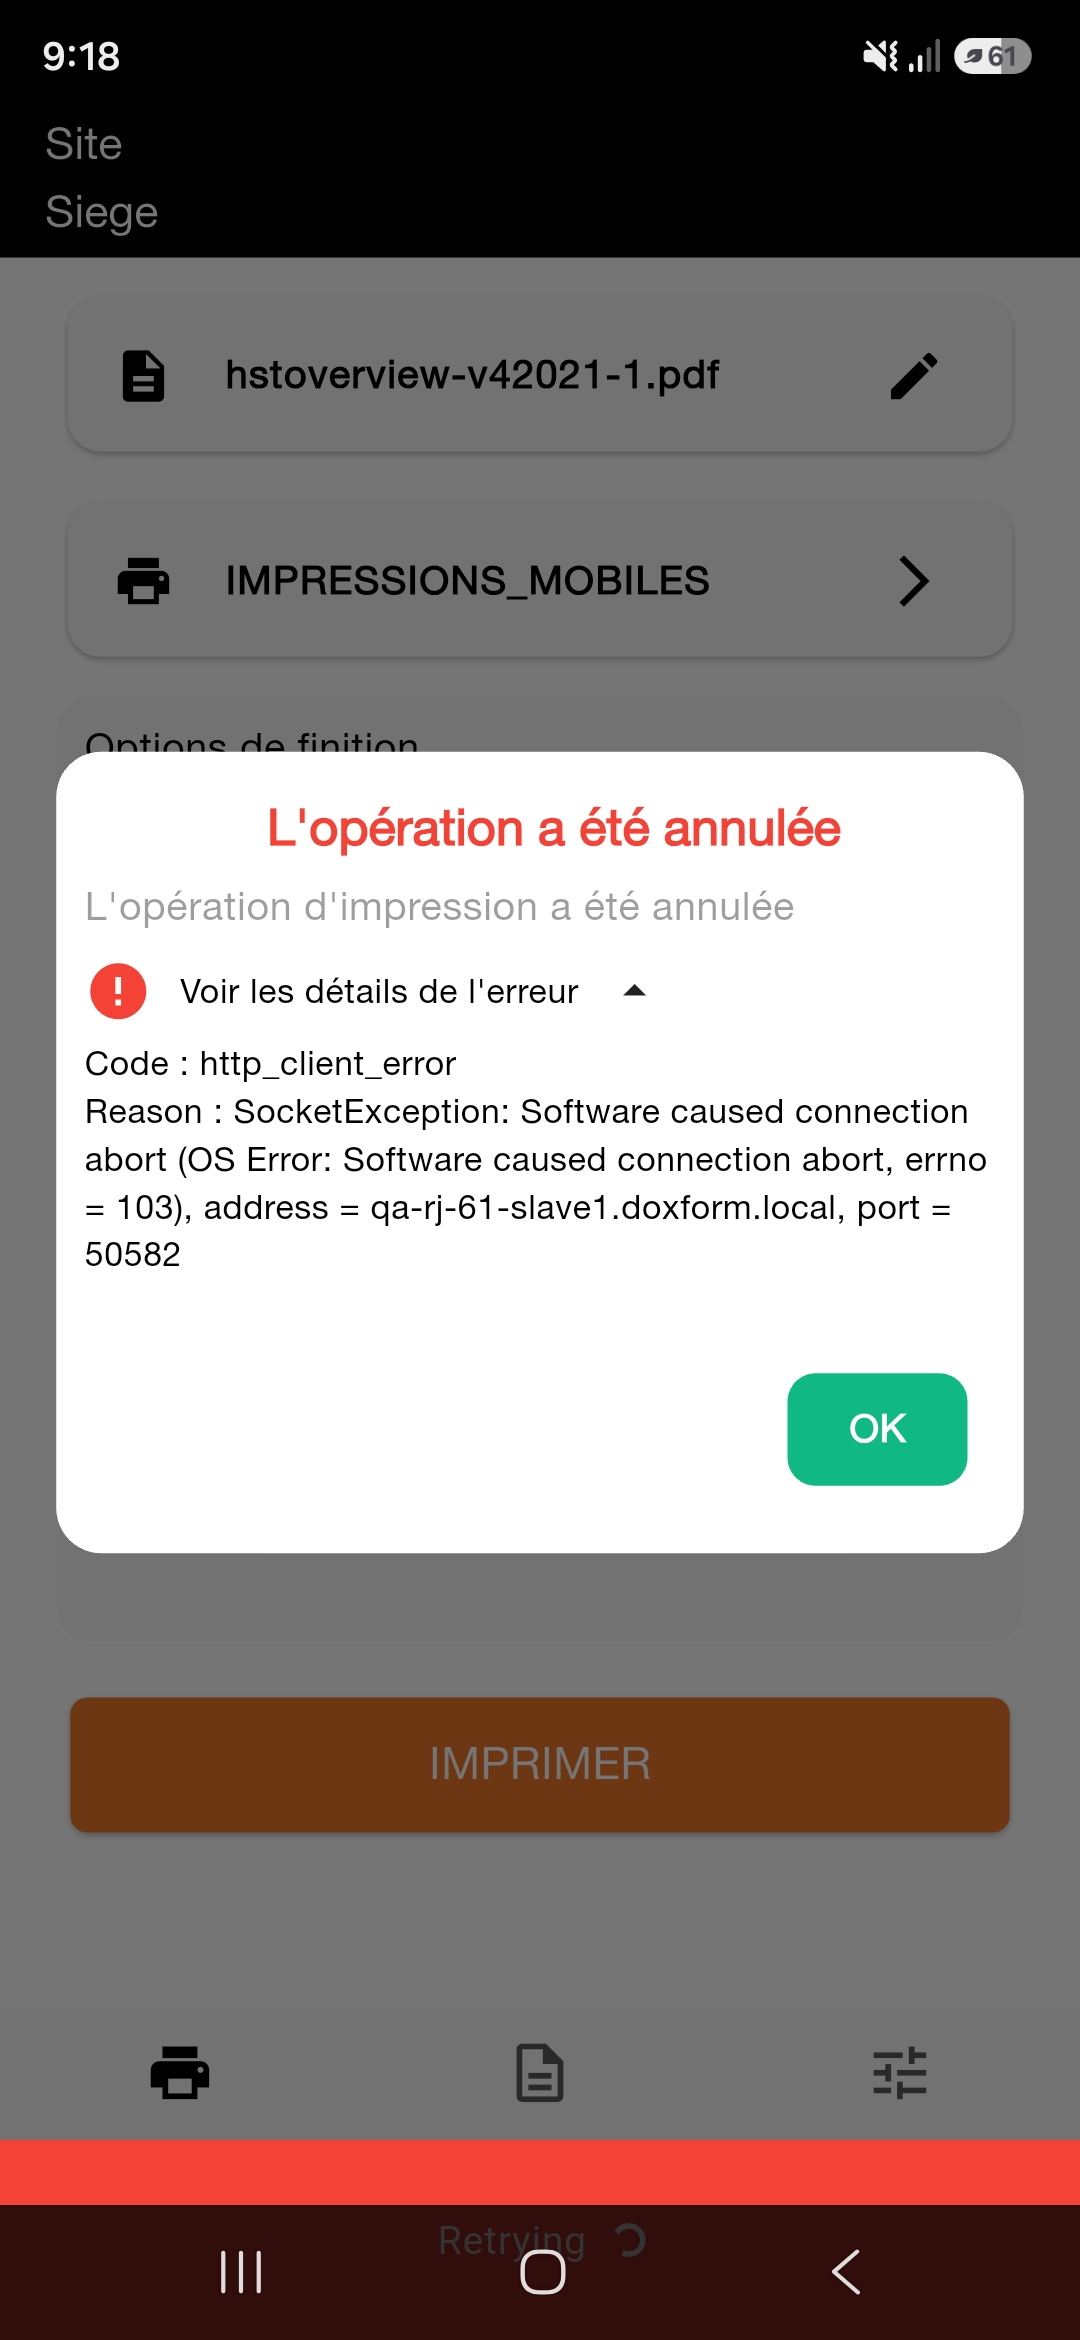 9:18
61
Site
Siege
hstoverview-v42021-1.pdf
IMPRESSIONS_MOBILES
Options de finition
L'opération a été annulée
L'opération d'impression a été annulée
Voir les détails de l'erreur
Code : http_client_error
Reason : SocketException: Software caused connection
abort (OS Error: Software caused connection abort, errno
= 103), address = qa-rj-61-slave1.doxform.local, port =
50582
OK
IMPRIMER
Retrying